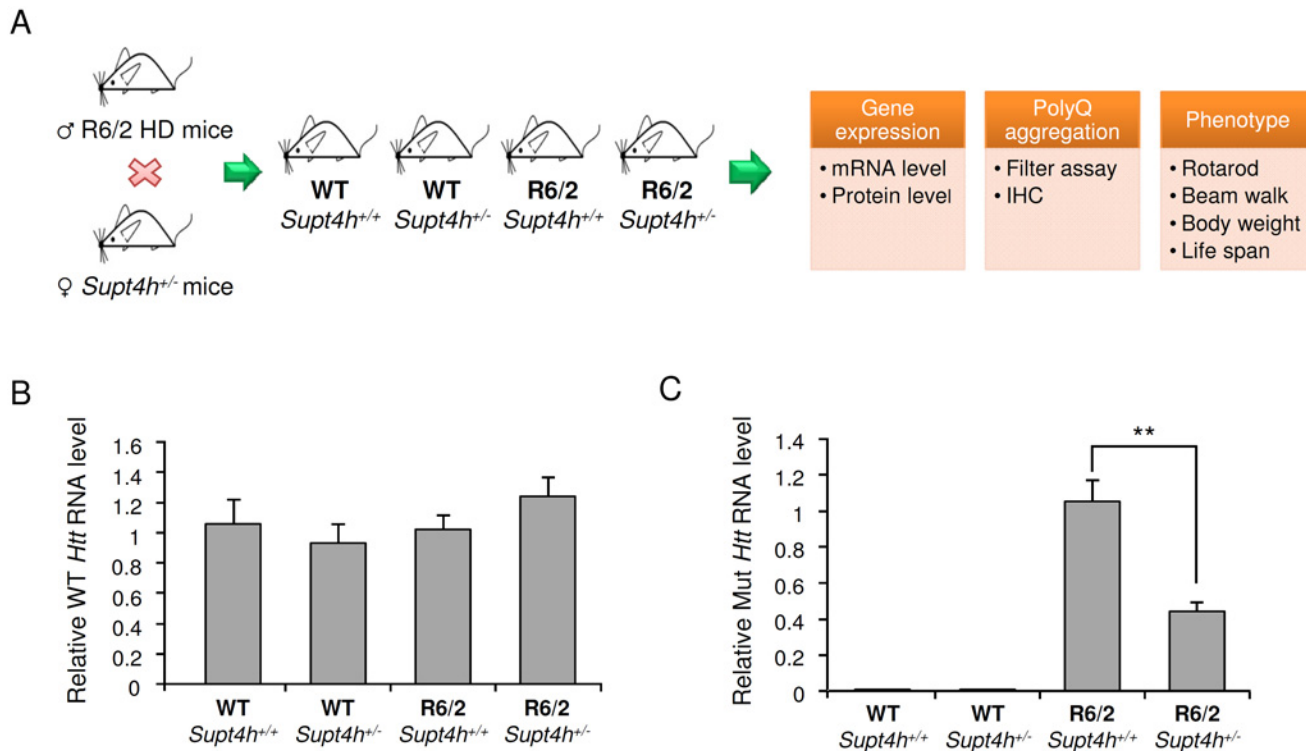 A
♂ R6/2 HD mice
♀ Supt4h+/- mice
WT
Supt4h+/+
WT
Supt4h+/-
R6/2
Supt4h+/+
R6/2
Supt4h+/-
Gene
expression
• mRNA level
• Protein level
PolyQ
aggregation
• Filter assay
• IHC
Phenotype
• Rotarod
• Beam walk
• Body weight
• Life span
B
Relative WT Htt RNA level
1.6
1.4
1.2
1
0.8
0.6
0.4
0.2
0
WT
Supt4h+/+
WT
Supt4h+/-
R6/2
Supt4h+/+
R6/2
Supt4h+/-
C
Relative Mut Htt RNA level
1.4
1.2
1
0.8
0.6
0.4
0.2
0
**
WT
Supt4h+/+
WT
Supt4h+/-
R6/2
Supt4h+/+
R6/2
Supt4h+/-